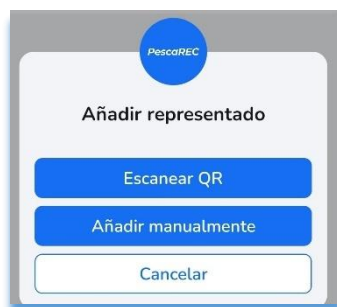 PescaREC
Añadir representado
Escanear QR
Añadir manualmente
Cancelar